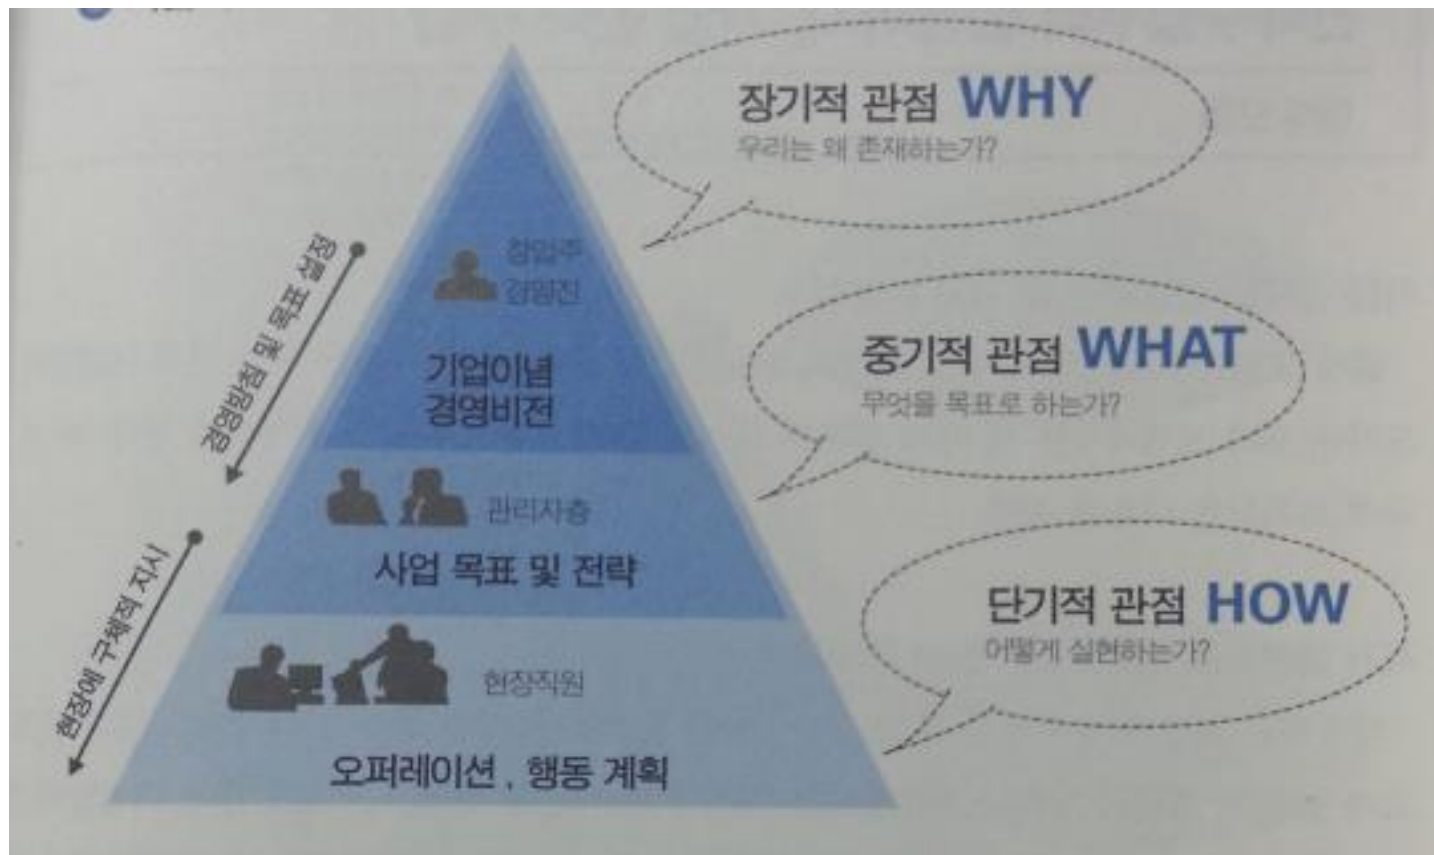 장기적 관점 WHY
우리는 왜 존재하는가?
창업주
경영진
기업이념
경영비전
경영방침 및 목표 설정
중기적 관점 WHAT
무엇을 목표로 하는가?
관리자층
사업 목표 및 전략
현장에 구체적 지시
단기적 관점 HOW
어떻게 실현하는가?
현장직원
오퍼레이션, 행동 계획